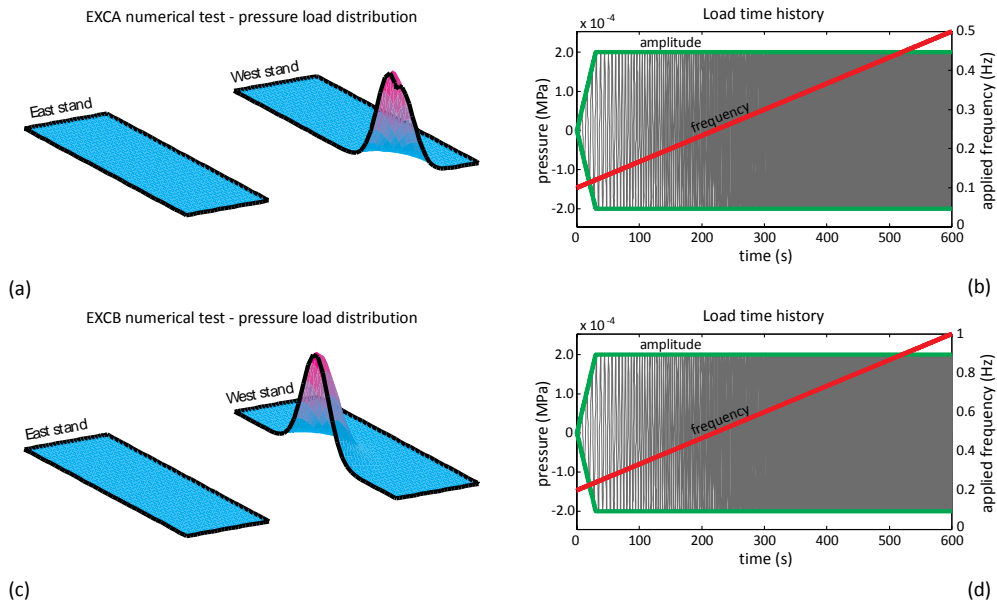 EXCA numerical test - pressure load distribution
West stand
East stand
(a)
Load time history
x 10⁻⁴
amplitude
frequency
2.0
1.0
0
-1.0
-2.0
pressure (MPa)
0.5
0.4
0.3
0.2
0.1
0
applied frequency (Hz)
0 100 200 300 400 500 600
time (s)
(b)
EXCB numerical test - pressure load distribution
West stand
East stand
(c)
Load time history
x 10⁻⁴
amplitude
frequency
2.0
1.0
0
-1.0
-2.0
pressure (MPa)
1
0.8
0.6
0.4
0.2
0
applied frequency (Hz)
0 100 200 300 400 500 600
time (s)
(d)